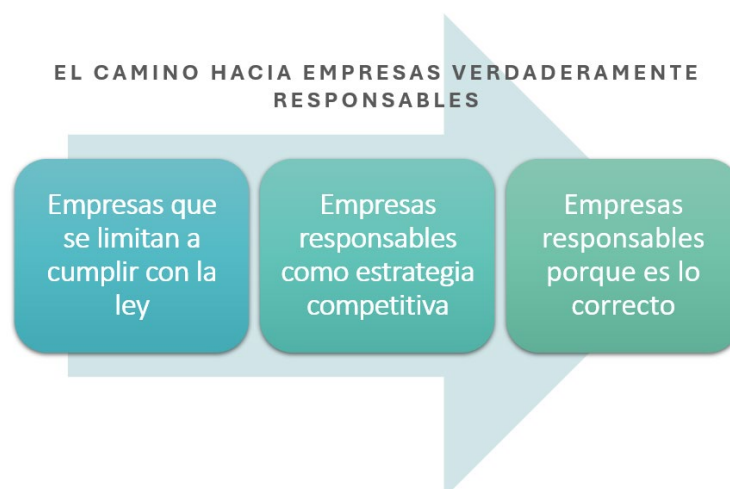 EL CAMINO HACIA EMPRESAS VERDADERAMENTE
RESPONSABLES
Empresas que
se limitan a
cumplir con la
ley
Empresas
responsables
como estrategia
competitiva
Empresas
responsables
porque es lo
correcto